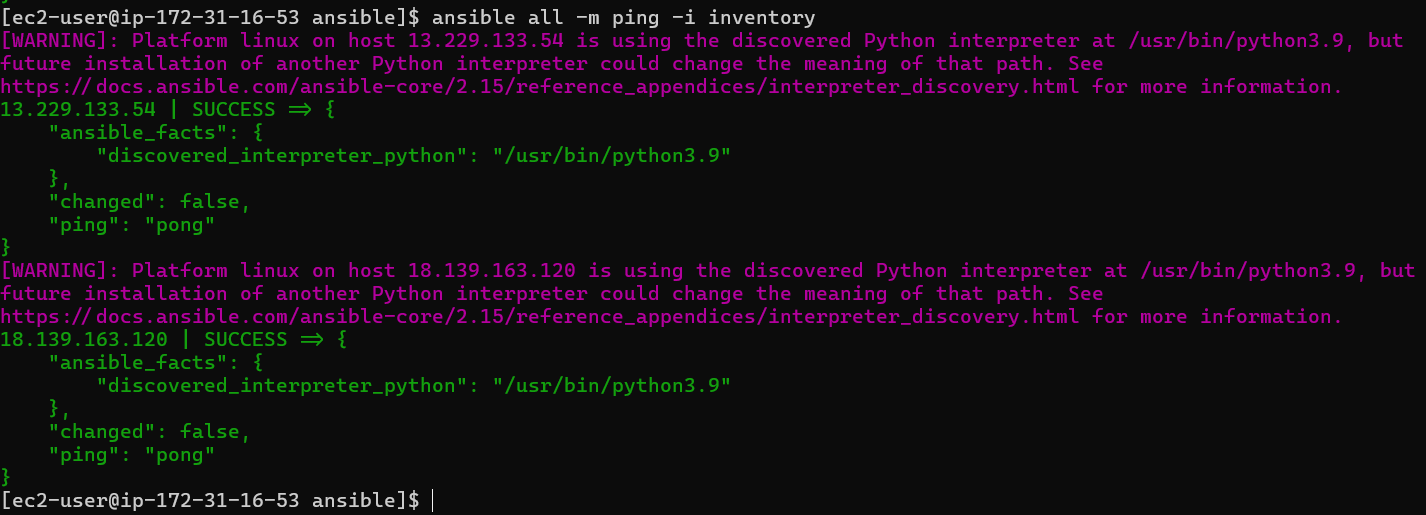 [ec2-user@ip-172-31-16-53 ansible]$ ansible all -m ping -i inventory
[WARNING]: Platform linux on host 13.229.133.54 is using the discovered Python interpreter at /usr/bin/python3.9, but
future installation of another Python interpreter could change the meaning of that path. See
https://docs.ansible.com/ansible-core/2.15/reference_appendices/interpreter_discovery.html for more information.
13.229.133.54 | SUCCESS => {
    "ansible_facts": {
        "discovered_interpreter_python": "/usr/bin/python3.9"
    },
    "changed": false,
    "ping": "pong"
}
[WARNING]: Platform linux on host 18.139.163.120 is using the discovered Python interpreter at /usr/bin/python3.9, but
future installation of another Python interpreter could change the meaning of that path. See
https://docs.ansible.com/ansible-core/2.15/reference_appendices/interpreter_discovery.html for more information.
18.139.163.120 | SUCCESS => {
    "ansible_facts": {
        "discovered_interpreter_python": "/usr/bin/python3.9"
    },
    "changed": false,
    "ping": "pong"
}
[ec2-user@ip-172-31-16-53 ansible]$